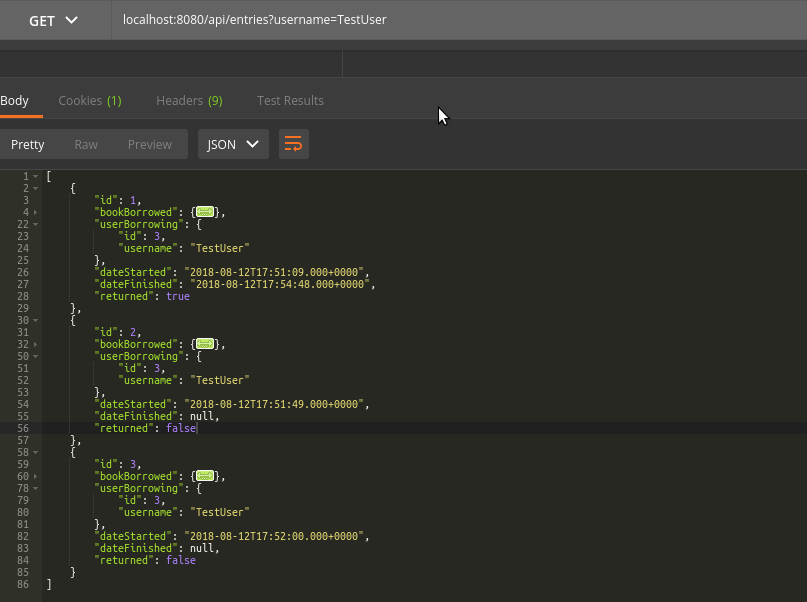 GET localhost:8080/api/entries?username=TestUser
Body Cookies (1) Headers (9) Test Results
Pretty Raw Preview JSON
1 [
2 {
3 "id": 1,
4 "bookBorrowed": {},
22 "userBorrowing": {
23 "id": 3,
24 "username": "TestUser"
25 },
26 "dateStarted": "2018-08-12T17:51:09.000+0000",
27 "dateFinished": "2018-08-12T17:54:48.000+0000",
28 "returned": true
29 },
30 {
31 "id": 2,
32 "bookBorrowed": {},
50 "userBorrowing": {
51 "id": 3,
52 "username": "TestUser"
53 },
54 "dateStarted": "2018-08-12T17:51:49.000+0000",
55 "dateFinished": null,
56 "returned": false
57 },
58 {
59 "id": 3,
60 "bookBorrowed": {},
78 "userBorrowing": {
79 "id": 3,
80 "username": "TestUser"
81 },
82 "dateStarted": "2018-08-12T17:52:00.000+0000",
83 "dateFinished": null,
84 "returned": false
85 }
86 ]